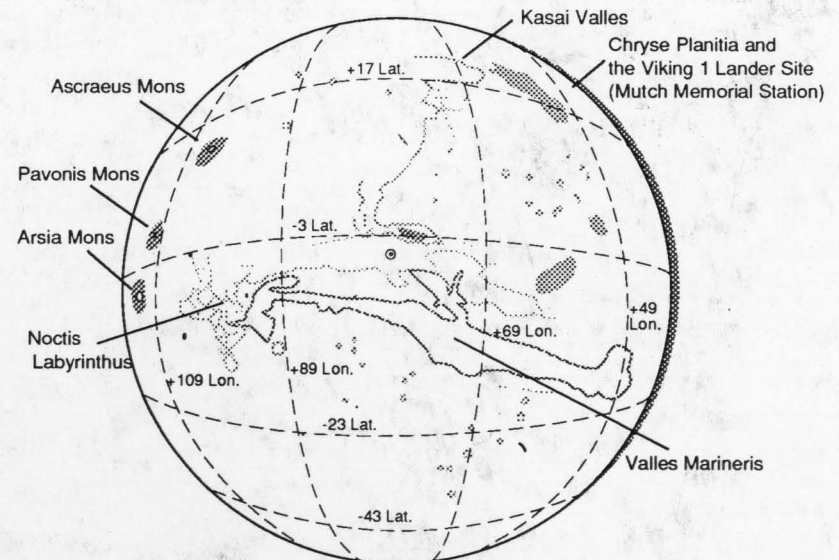 Kasai Valles
Chryse Planitia and
the Viking 1 Lander Site
(Mutch Memorial Station)
+17 Lat.
Ascraeus Mons
Pavonis Mons
Arsia Mons
-3 Lat.
+49
Lon.
+69 Lon.
Noctis
Labyrinthus
+109 Lon.
+89 Lon.
-23 Lat.
Valles Marineris
-43 Lat.